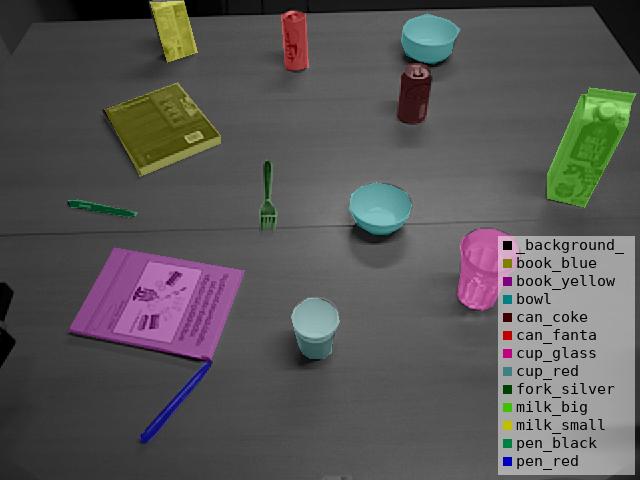 _background_
book_blue
book_yellow
bowl
can_coke
can_fanta
cup_glass
cup_red
fork_silver
milk_big
milk_small
pen_black
pen_red